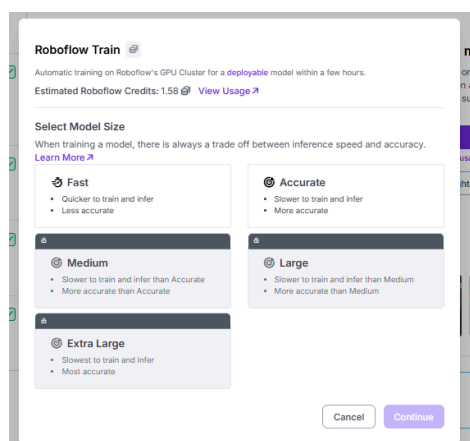 Roboflow Train
Automatic training on Roboflow's GPU Cluster for a deployable model within a few hours.
Estimated Roboflow Credits: 1.58 View Usage
Select Model Size
When training a model, there is always a trade off between inference speed and accuracy.
Learn More
Fast
• Quicker to train and infer
• Less accurate
Accurate
• Slower to train and infer
• More accurate
Medium
• Slower to train and infer than Accurate
• More accurate than Accurate
Large
• Slower to train and infer than Medium
• More accurate than Medium
Extra Large
• Slowest to train and infer
• Most accurate
Cancel
Continue